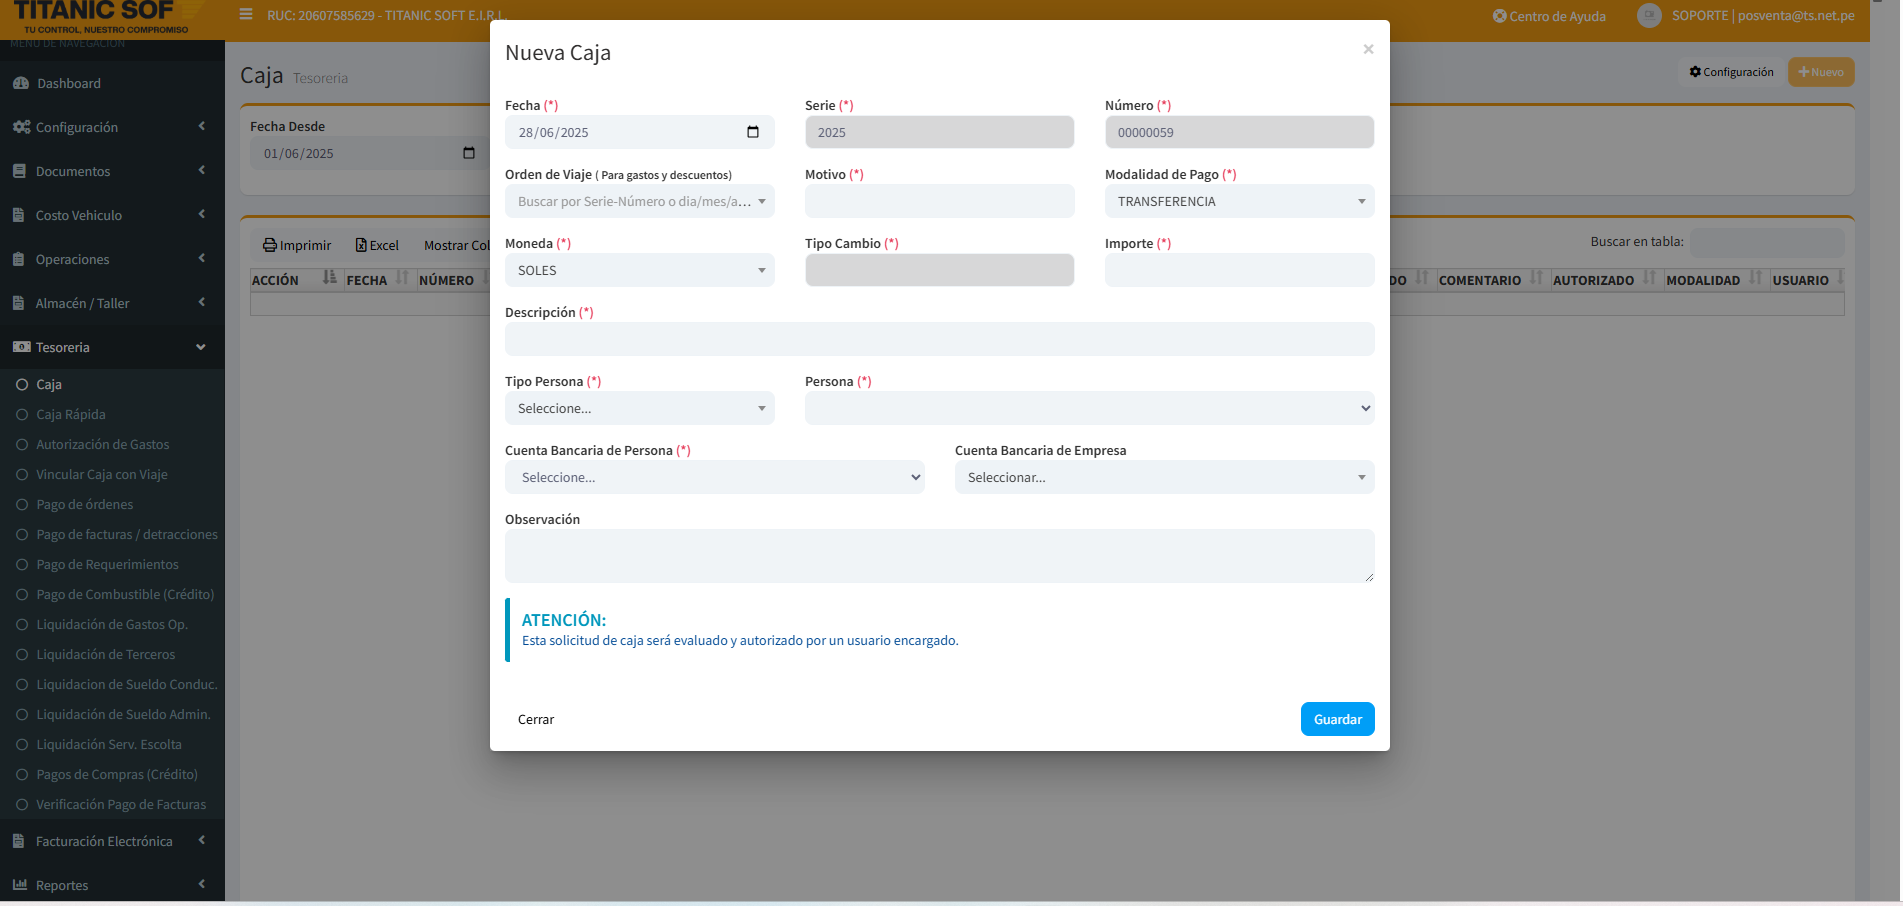 TITANIC SOF
TU CONTROL, NUESTRO COMPROMISO
RUC: 20607585629 - TITANIC SOFT E.I.R.L.
Centro de Ayuda
SOPORTE | posventa@ts.net.pe
MENU DE NAVEGACIÓN
Dashboard
Configuración
Documentos
Costo Vehiculo
Operaciones
Almacén / Taller
Tesoreria
Caja
Caja Rápida
Autorización de Gastos
Vincular Caja con Viaje
Pago de órdenes
Pago de facturas / detracciones
Pago de Requerimientos
Pago de Combustible (Crédito)
Liquidación de Gastos Op.
Liquidación de Terceros
Liquidacion de Sueldo Conduc.
Liquidación de Sueldo Admin.
Liquidación Serv. Escolta
Pagos de Compras (Crédito)
Verificación Pago de Facturas
Facturación Electrónica
Reportes
Caja Tesoreria
Configuración
Nuevo
Fecha Desde
01/06/2025
Imprimir Excel Mostrar Col
Buscar en tabla:
ACCIÓN FECHA NÚMERO DO COMENTARIO AUTORIZADO MODALIDAD USUARIO
Nueva Caja
×
Fecha (*) Serie (*) Número (*)
28/06/2025 2025 00000059
Orden de Viaje ( Para gastos y descuentos) Motivo (*) Modalidad de Pago (*)
Buscar por Serie-Número o dia/mes/a... TRANSFERENCIA
Moneda (*) Tipo Cambio (*) Importe (*)
SOLES
Descripción (*)
Tipo Persona (*) Persona (*)
Seleccione...
Cuenta Bancaria de Persona (*) Cuenta Bancaria de Empresa
Seleccione... Seleccionar...
Observación
ATENCIÓN:
Esta solicitud de caja será evaluado y autorizado por un usuario encargado.
Cerrar Guardar